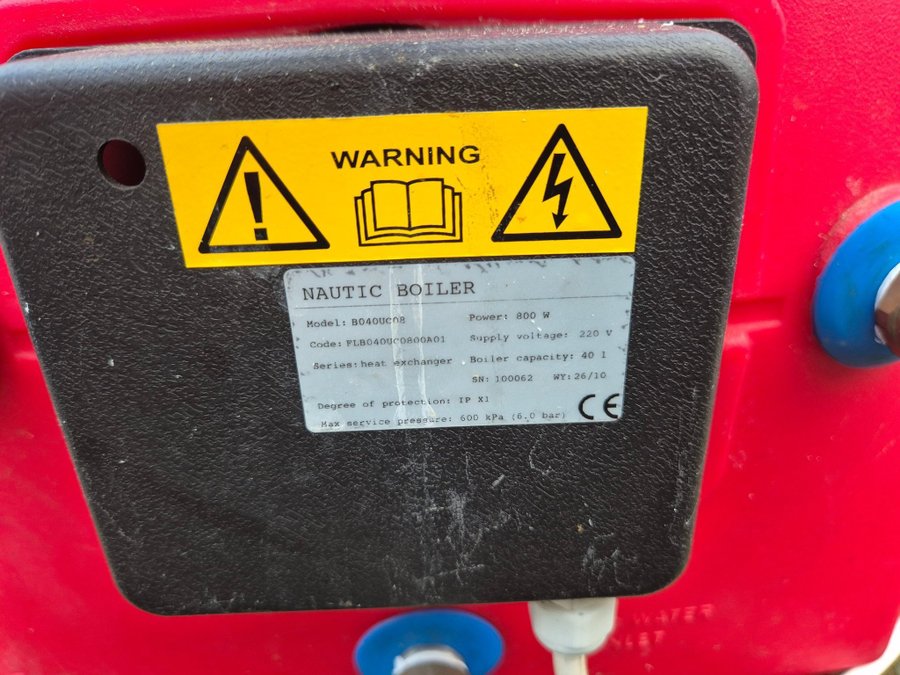 WARNING
NAUTIC BOILER
Model: B040UC08 Power: 800 W
Code: FLB040UC0800A01 Supply voltage: 220 V
Series: heat exchanger Boiler capacity: 40 l
SN: 100062 WY: 26/10
Degree of protection: IP X1
Max service pressure: 600 kPa (6.0 bar) CE
WATER